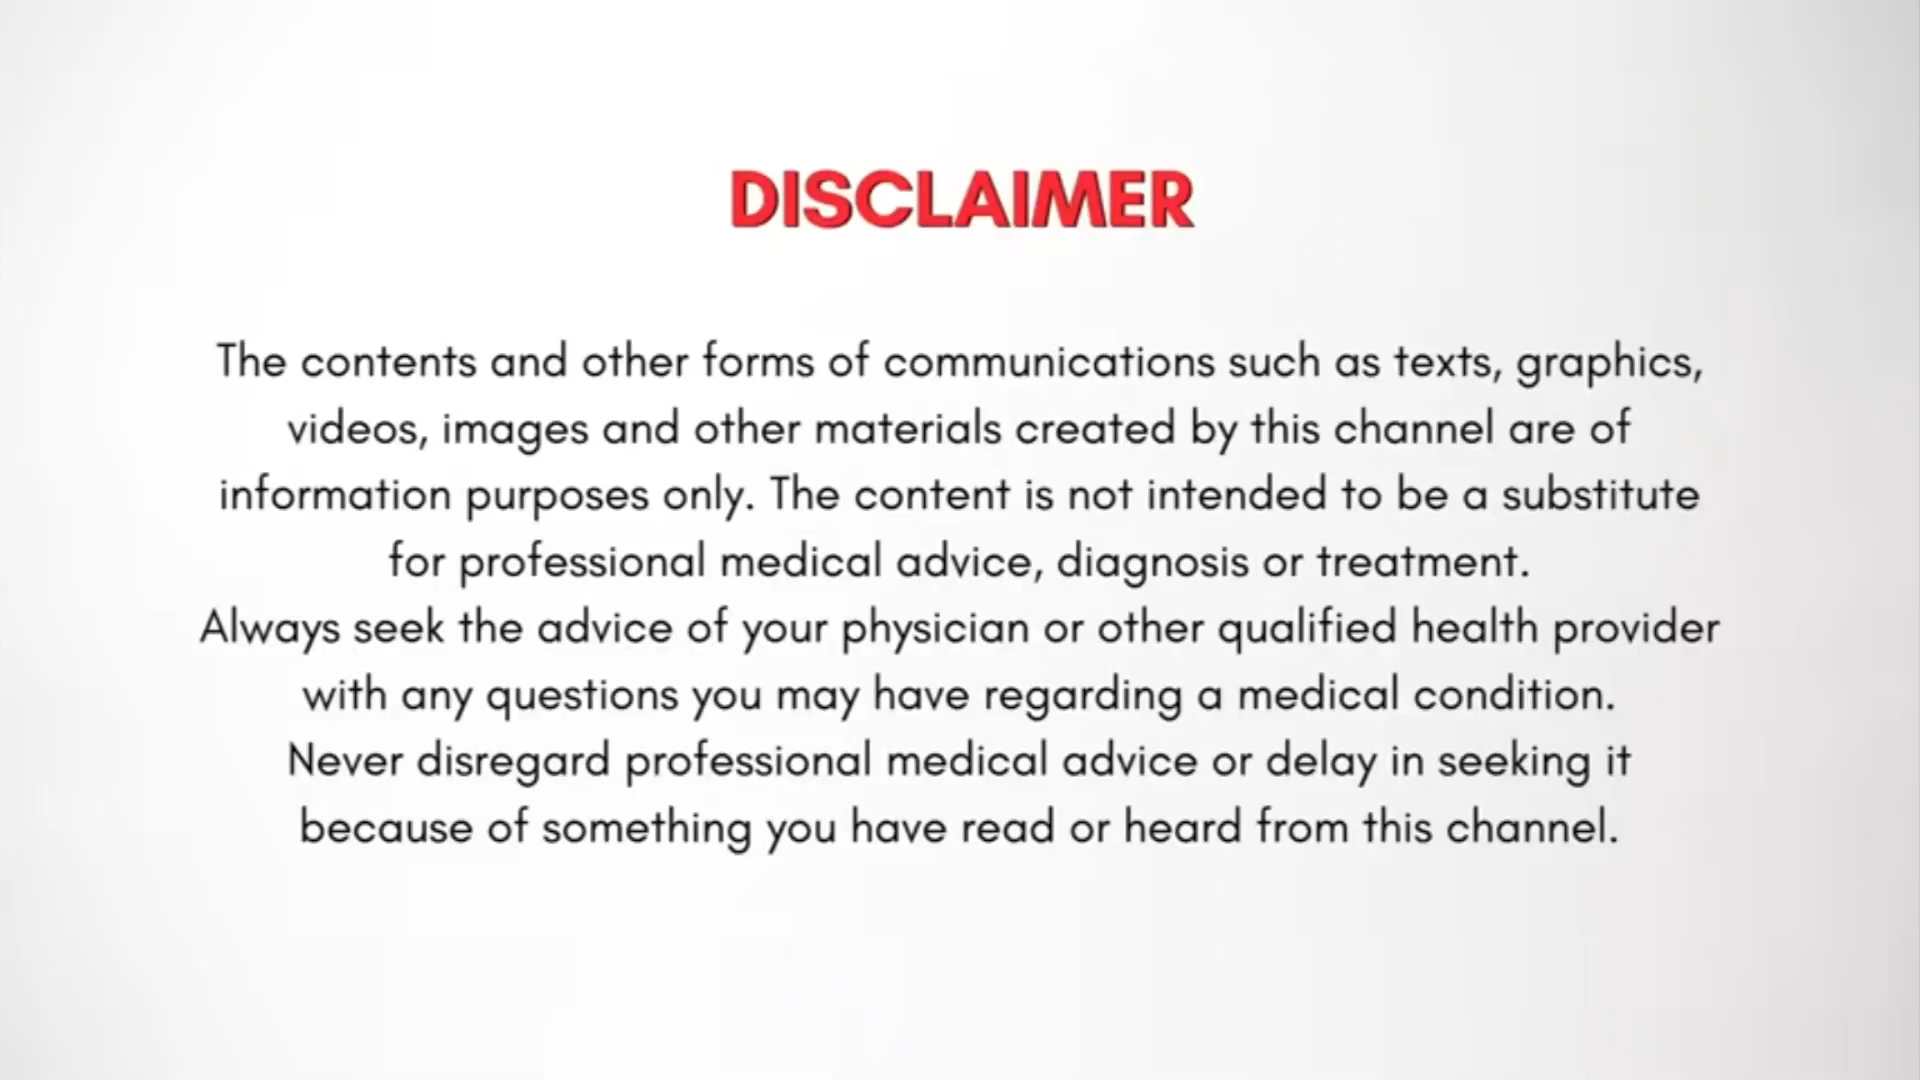 DISCLAIMER
The contents and other forms of communications such as texts, graphics,
videos, images and other materials created by this channel are of
information purposes only. The content is not intended to be a substitute
for professional medical advice, diagnosis or treatment.
Always seek the advice of your physician or other qualified health provider
with any questions you may have regarding a medical condition.
Never disregard professional medical advice or delay in seeking it
because of something you have read or heard from this channel.